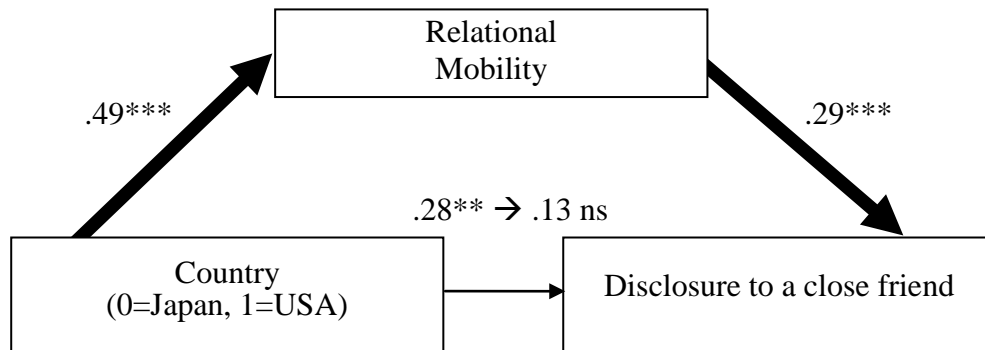 Relational
Mobility
.49***
.29***
.28** → .13 ns
Country
(0=Japan, 1=USA)
Disclosure to a close friend